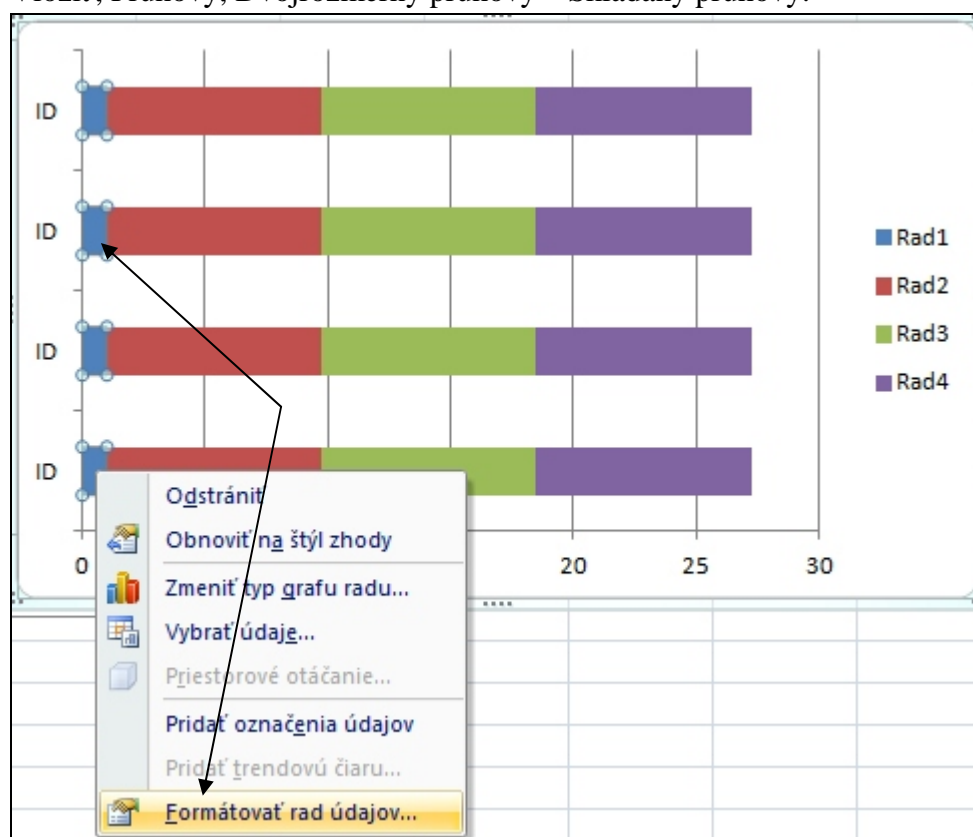 ID
ID
ID
ID
Rad1
Rad2
Rad3
Rad4
0
20
25
30
Odstrániť
Obnoviť na štýl zhody
Zmeniť typ grafu radu...
Vybrať údaje...
Priestorové otáčanie...
Pridať označenia údajov
Pridať trendovú čiaru...
Formátovať rad údajov...